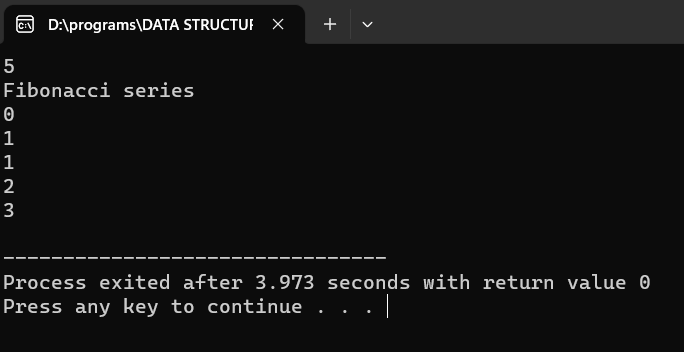 D:\programs\DATA STRUCTUR
5
Fibonacci series
0
1
1
2
3
--------------------------------
Process exited after 3.973 seconds with return value 0
Press any key to continue . . .